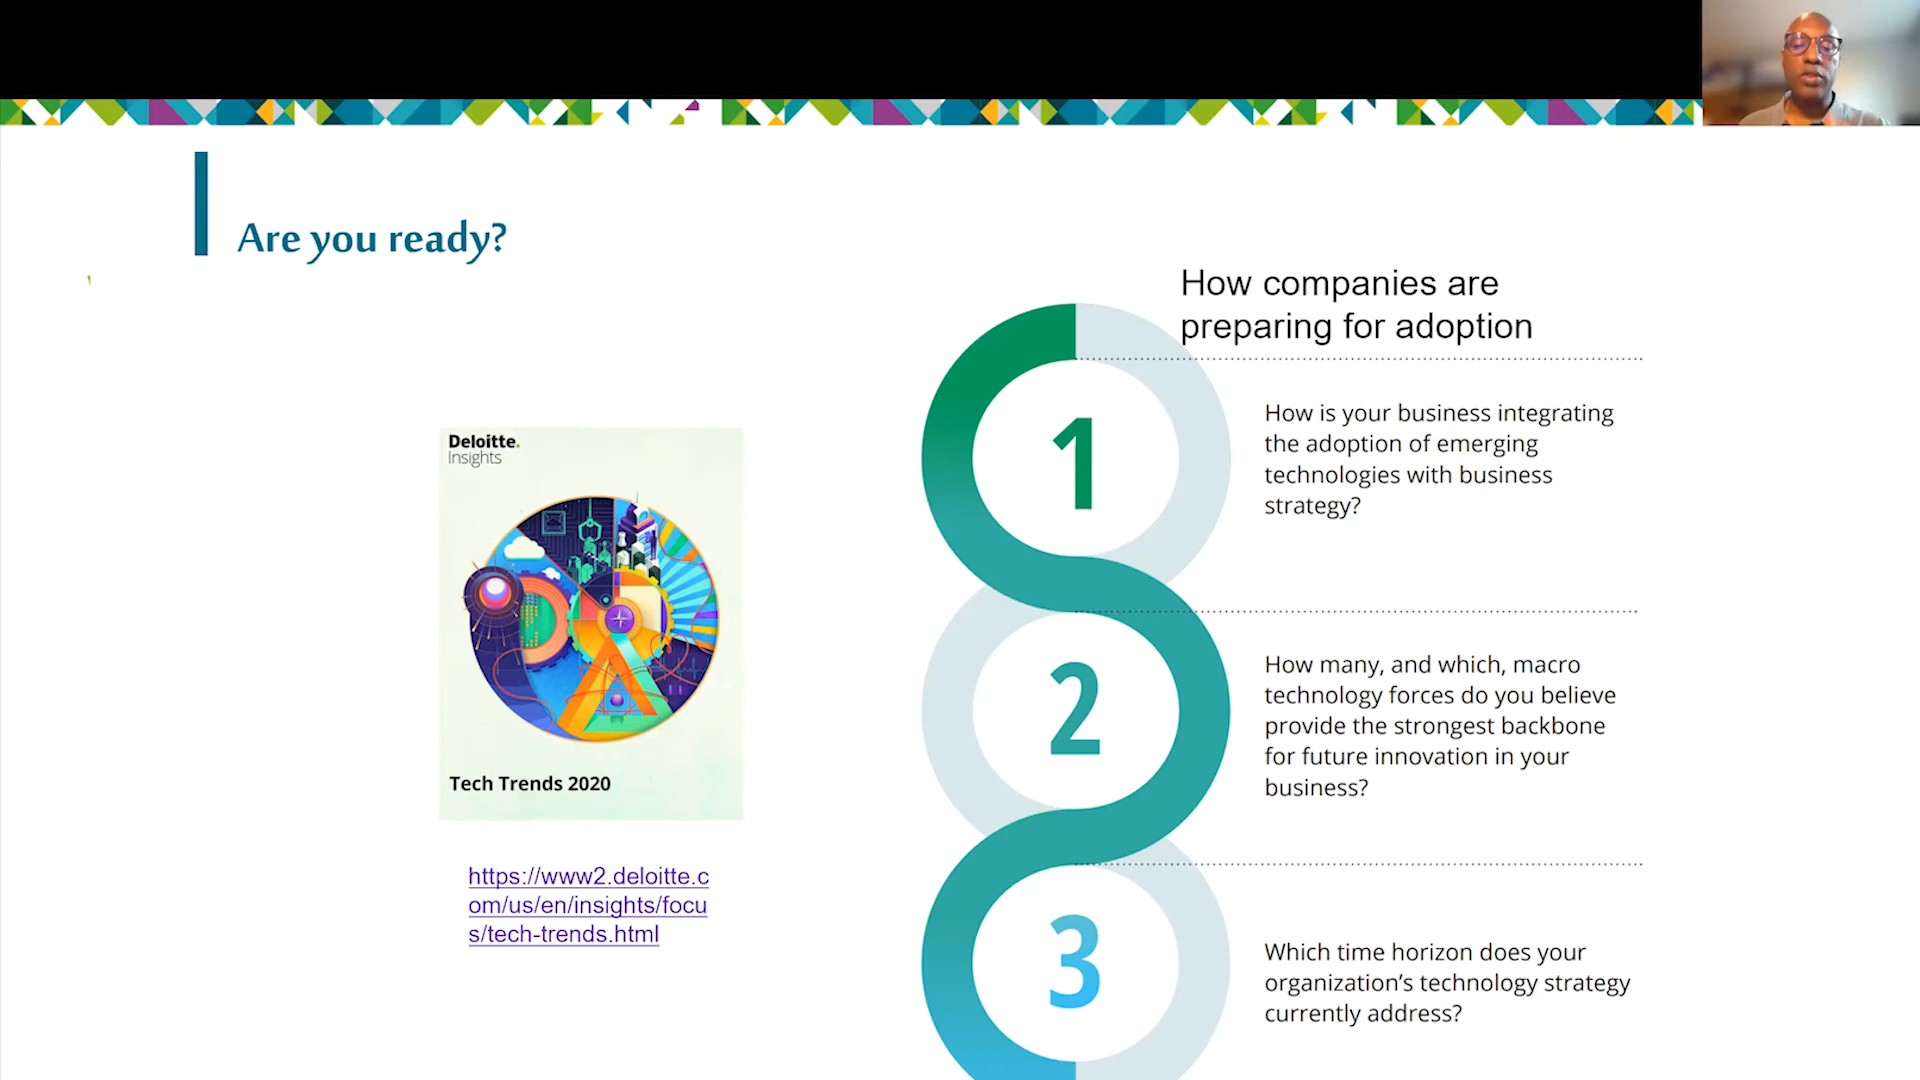 Are you ready?
How companies are
preparing for adoption
Deloitte.
Insights
Tech Trends 2020
https://www2.deloitte.c
om/us/en/insights/focu
s/tech-trends.html
1
How is your business integrating
the adoption of emerging
technologies with business
strategy?
2
How many, and which, macro
technology forces do you believe
provide the strongest backbone
for future innovation in your
business?
3
Which time horizon does your
organization’s technology strategy
currently address?